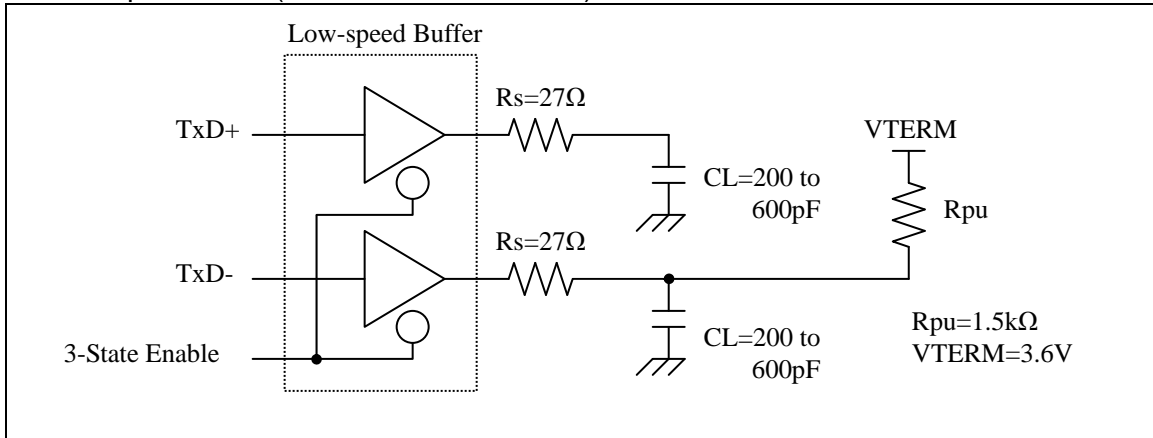 Low-speed Buffer
Rs=27Ω
TxD+
VTERM
CL=200 to
600pF
Rpu
Rs=27Ω
TxD-
Rpu=1.5kΩ
CL=200 to
600pF
VTERM=3.6V
3-State Enable